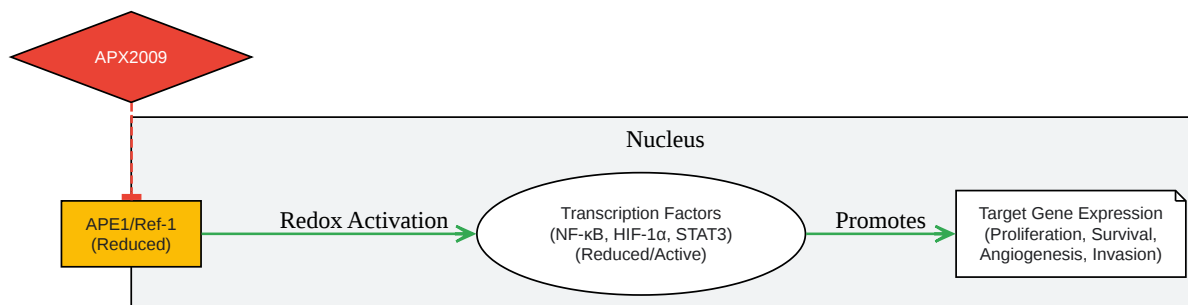 APX2009
Nucleus
APE1/Ref-1
(Reduced)
Redox Activation
Transcription Factors
(NF-κB, HIF-1α, STAT3)
(Reduced/Active)
Promotes
Target Gene Expression
(Proliferation, Survival,
Angiogenesis, Invasion)